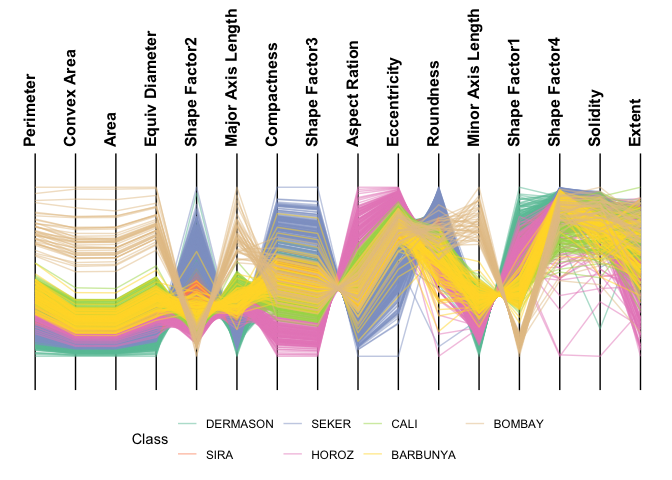 Perimeter
Convex Area
Area
Equiv Diameter
Shape Factor2
Major Axis Length
Compactness
Shape Factor3
Aspect Ration
Eccentricity
Roundness
Minor Axis Length
Shape Factor1
Shape Factor4
Solidity
Extent
Class
DERMASON SEKER CALI BOMBAY
SIRA HOROZ BARBUNYA